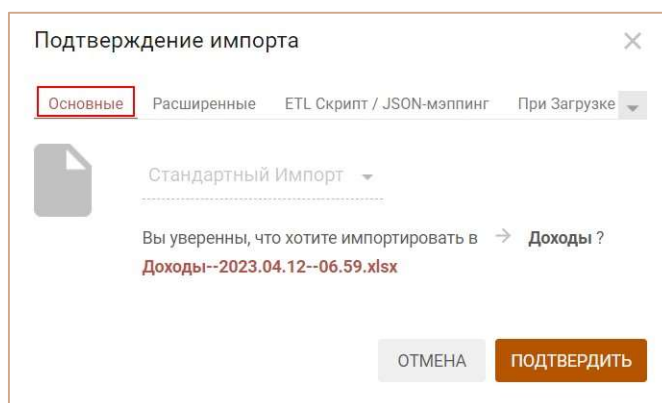 Подтверждение импорта
Основные Расширенные ETL Скрипт / JSON-мэппинг При Загрузке
Стандартный Импорт
Вы уверенны, что хотите импортировать в → Доходы ?
Доходы--2023.04.12--06.59.xlsx
ОТМЕНА ПОДТВЕРДИТЬ